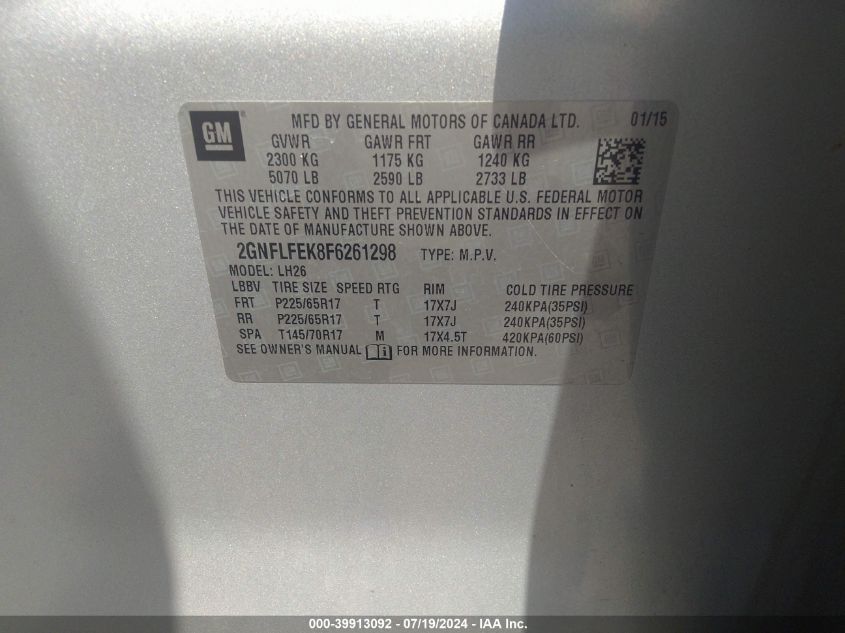 GM
MFD BY GENERAL MOTORS OF CANADA LTD. 01/15
GVWR GAWR FRT GAWR RR
2300 KG 1175 KG 1240 KG
5070 LB 2590 LB 2733 LB
THIS VEHICLE CONFORMS TO ALL APPLICABLE U.S. FEDERAL MOTOR
VEHICLE SAFETY AND THEFT PREVENTION STANDARDS IN EFFECT ON
THE DATE OF MANUFACTURE SHOWN ABOVE.
2GNFLFEK8F6261298 TYPE: M.P.V.
MODEL: LH26
LBBV TIRE SIZE SPEED RTG RIM COLD TIRE PRESSURE
FRT P225/65R17 T 17X7J 240KPA(35PSI)
RR P225/65R17 T 17X7J 240KPA(35PSI)
SPA T145/70R17 M 17X4.5T 420KPA(60PSI)
SEE OWNER'S MANUAL FOR MORE INFORMATION.
000-39913092 - 07/19/2024 - IAA Inc.